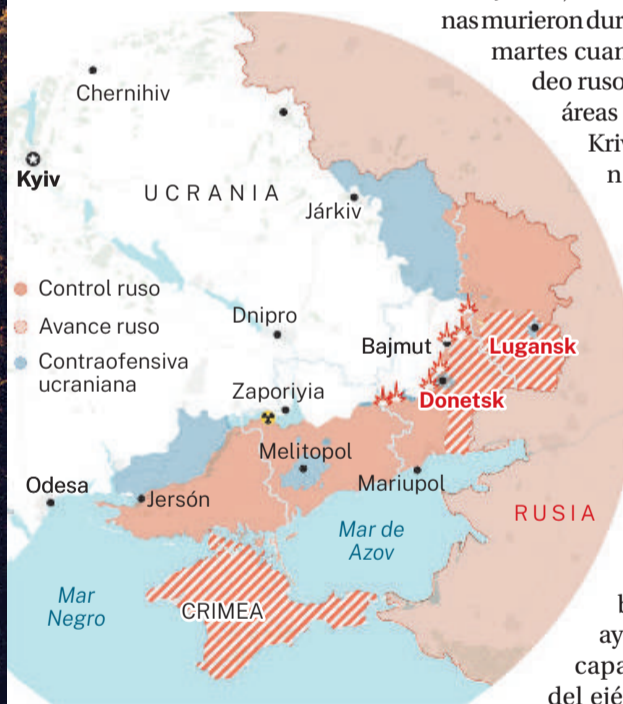 nas murieron dur
martes cuan
deo ruso
áreas
Kriv
n
Chernihiv
Kyiv
UCRANIA
Járkiv
Control ruso
Avance ruso
Contraofensiva
ucraniana
Dnipro
Bajmut
Lugansk
Zaporiyia
Donetsk
Melitopol
Mariupol
Odesa
Jersón
RUSIA
Mar de
Azov
Mar
Negro
CRIMEA
b
ay
capa
del ejé